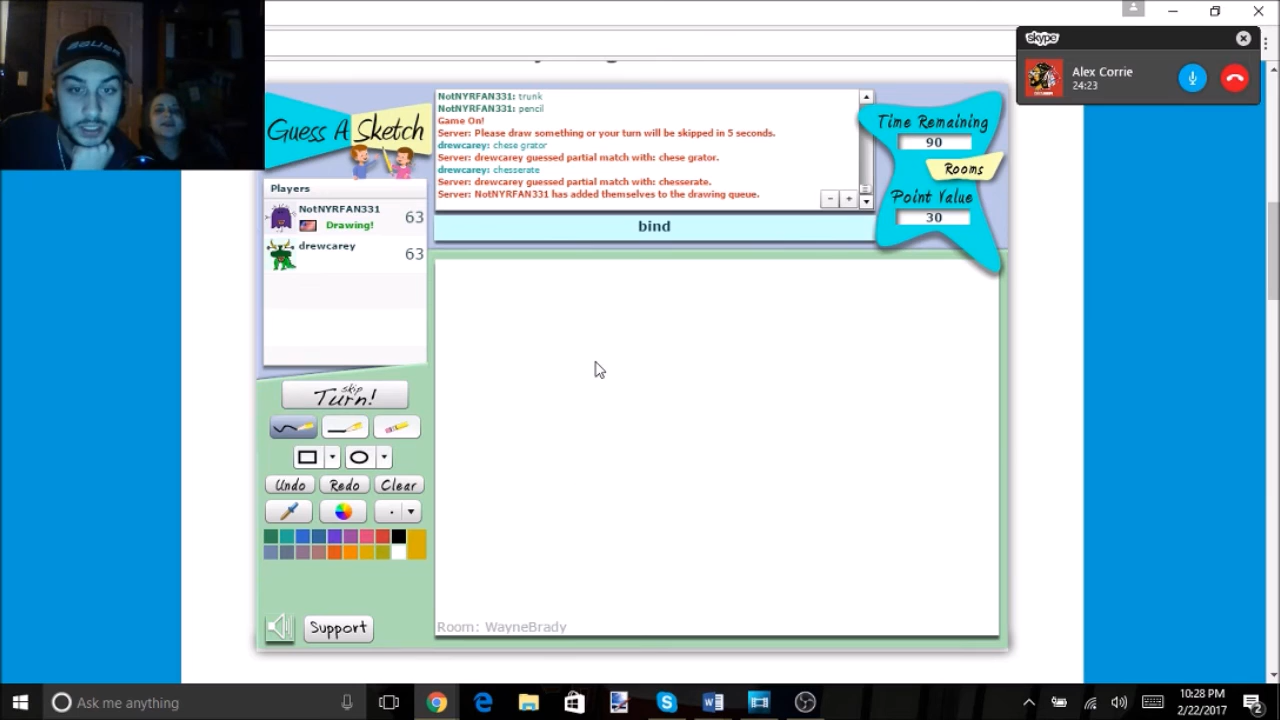 skype
Alex Corrie
24:23
Guess A Sketch
NotNYRFAN331: trunk
NotNYRFAN331: pencil
Game On!
Server: Please draw something or your turn will be skipped in 5 seconds.
drewcarey: chese grator
Server: drewcarey guessed partial match with: chese grator.
drewcarey: chesserate
Server: drewcarey guessed partial match with: chesserate.
Server: NotNYRFAN331 has added themselves to the drawing queue.
- +
bind
Time Remaining
90
Rooms
Point Value
30
Players
NotNYRFAN331 63
Drawing!
drewcarey 63
skip
Turn!
Undo Redo Clear
Support
Room: WayneBrady
Ask me anything
10:28 PM
2/22/2017
2